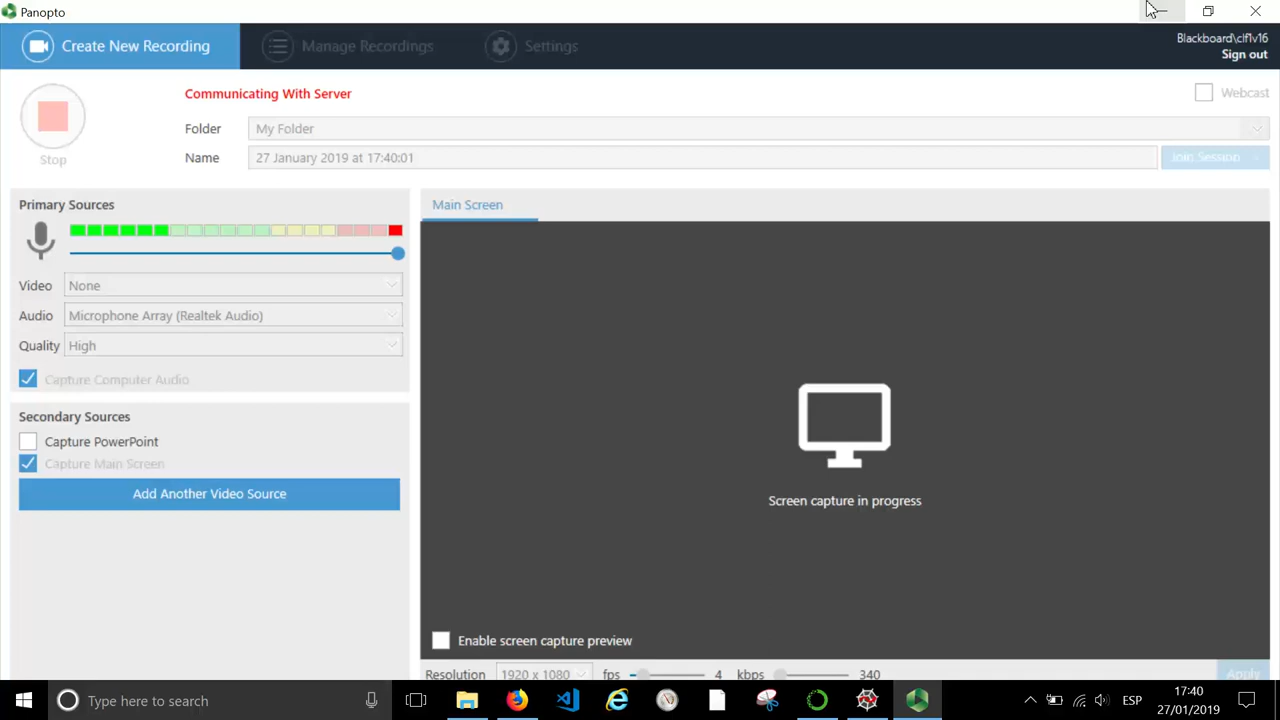 Panopto
Create New Recording
Manage Recordings
Settings
Blackboard\clf1v16
Sign out
Communicating With Server
Webcast
Folder
My Folder
Stop
Name
27 January 2019 at 17:40:01
Join Session
Primary Sources
Main Screen
Video
None
Audio
Microphone Array (Realtek Audio)
Quality
High
Capture Computer Audio
Secondary Sources
Capture PowerPoint
Capture Main Screen
Add Another Video Source
Screen capture in progress
Enable screen capture preview
Resolution
1920 x 1080
fps
4
kbps
340
Apply
Type here to search
ESP
17:40
27/01/2019